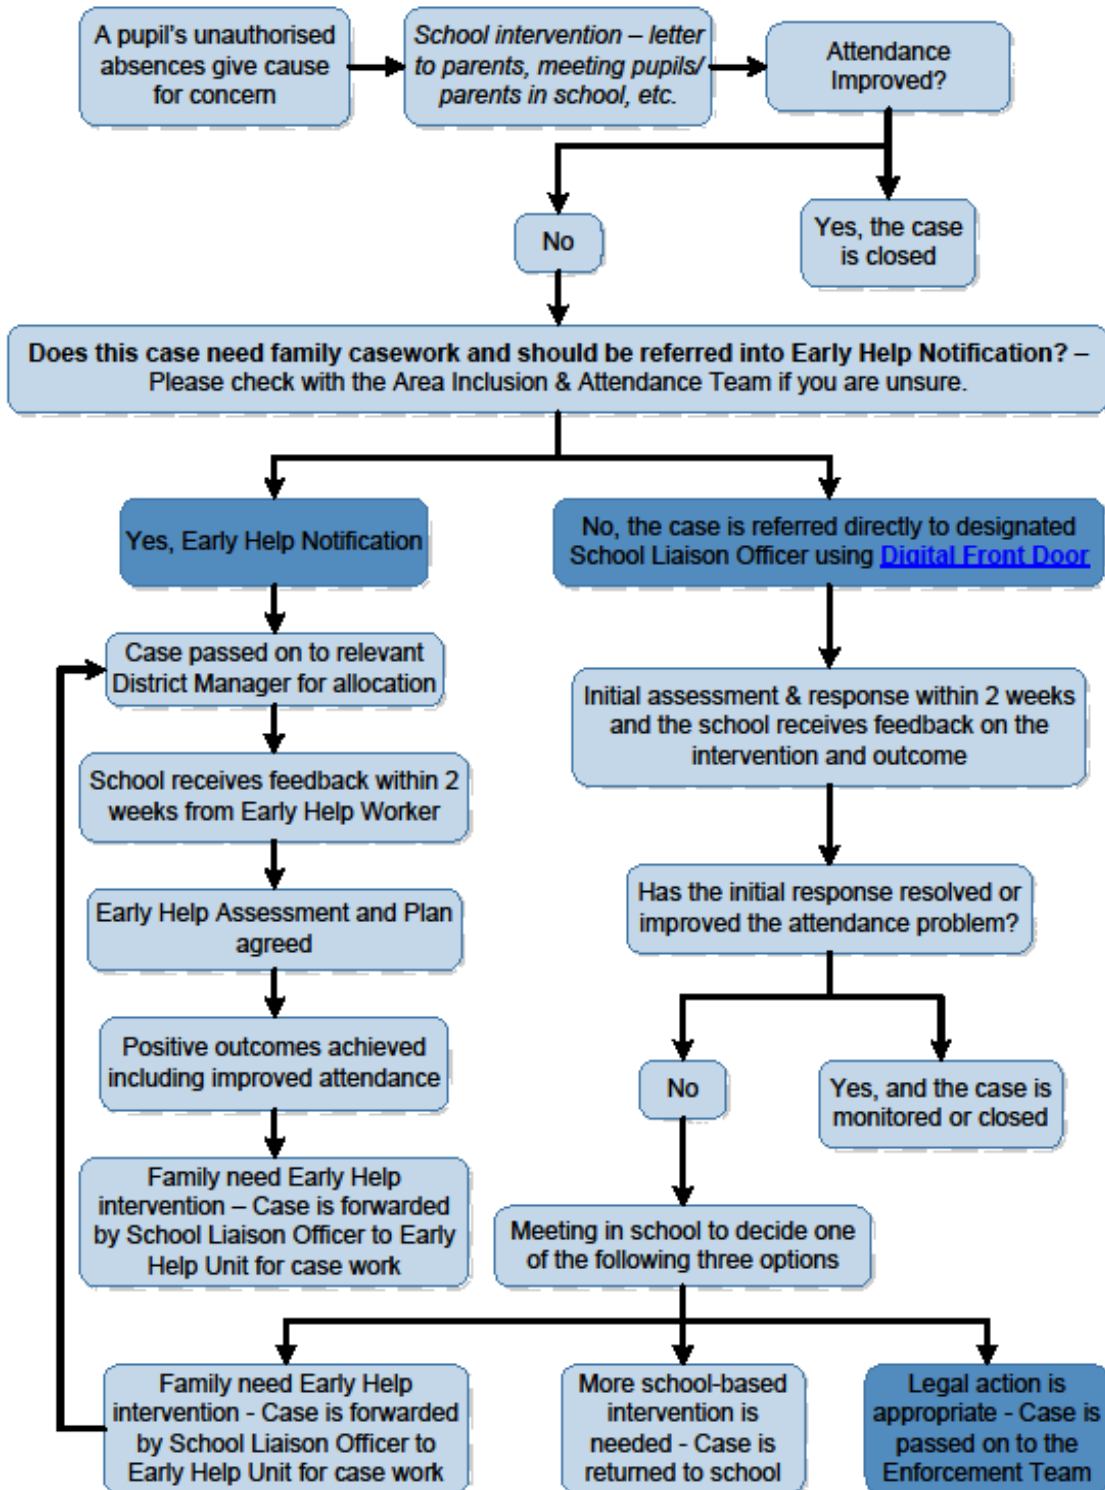 A pupil's unauthorised
absences give cause
for concern
School intervention – letter
to parents, meeting pupils/
parents in school, etc.
Attendance
Improved?
No
Yes, the case
is closed
Does this case need family casework and should be referred into Early Help Notification? –
Please check with the Area Inclusion & Attendance Team if you are unsure.
Yes, Early Help Notification
No, the case is referred directly to designated
School Liaison Officer using Digital Front Door
Case passed on to relevant
District Manager for allocation
School receives feedback within 2
weeks from Early Help Worker
Early Help Assessment and Plan
agreed
Positive outcomes achieved
including improved attendance
Family need Early Help
intervention – Case is forwarded
by School Liaison Officer to Early
Help Unit for case work
Initial assessment & response within 2 weeks
and the school receives feedback on the
intervention and outcome
Has the initial response resolved or
improved the attendance problem?
No
Yes, and the case is
monitored or closed
Meeting in school to decide one
of the following three options
Family need Early Help
intervention - Case is forwarded
by School Liaison Officer to
Early Help Unit for case work
More school-based
intervention is
needed - Case is
returned to school
Legal action is
appropriate - Case is
passed on to the
Enforcement Team